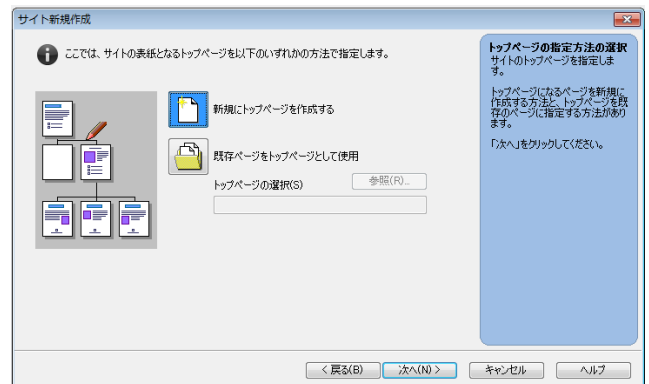 サイト新規作成
ここでは、サイトの表紙となるトップページを以下のいずれかの方法で指定します。
新規にトップページを作成する
既存ページをトップページとして使用
トップページの選択(S)
参照(R)...
トップページの指定方法の選択
サイトのトップページを指定しま
す。
トップページになるページを新規に
作成する方法と、トップページを既
存のページに指定する方法があり
ます。
「次へ」をクリックしてください。
< 戻る(B)
次へ(N) >
キャンセル
ヘルプ